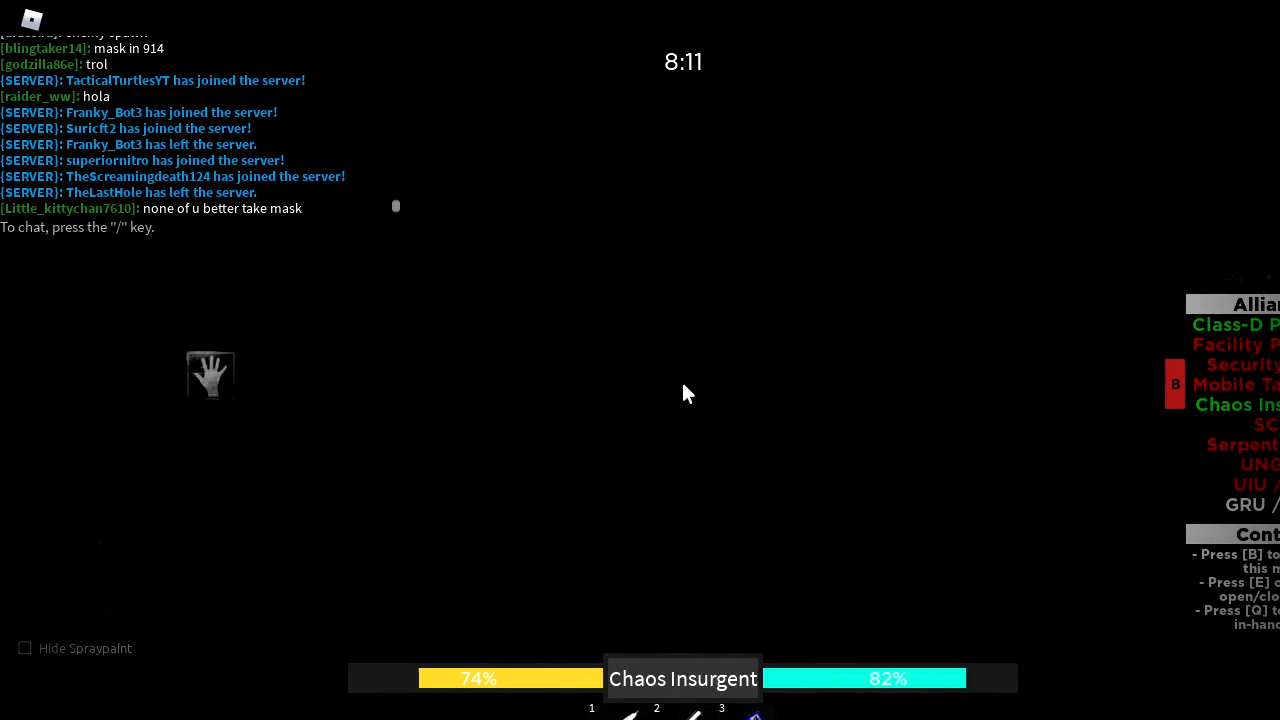 [blingtaker14]: mask in 914
[godzilla86e]: trol
{SERVER}: TacticalTurtlesYT has joined the server!
[raider_ww]: hola
{SERVER}: Franky_Bot3 has joined the server!
{SERVER}: Suricft2 has joined the server!
{SERVER}: Franky_Bot3 has left the server.
{SERVER}: superiornitro has joined the server!
{SERVER}: TheScreamingdeath124 has joined the server!
{SERVER}: TheLastHole has left the server.
[Little_kittychan7610]: none of u better take mask
To chat, press the "/" key.
8:11
Allia
Class-D P
Facility P
Security
Mobile Ta
Chaos Ins
SC
Serpent
UNG
UIU /
GRU /
B
Cont
- Press [B] to
this m
- Press [E] o
open/clo
- Press [Q] to
in-hand
Hide Spraypaint
74%
Chaos Insurgent
82%
1
2
3